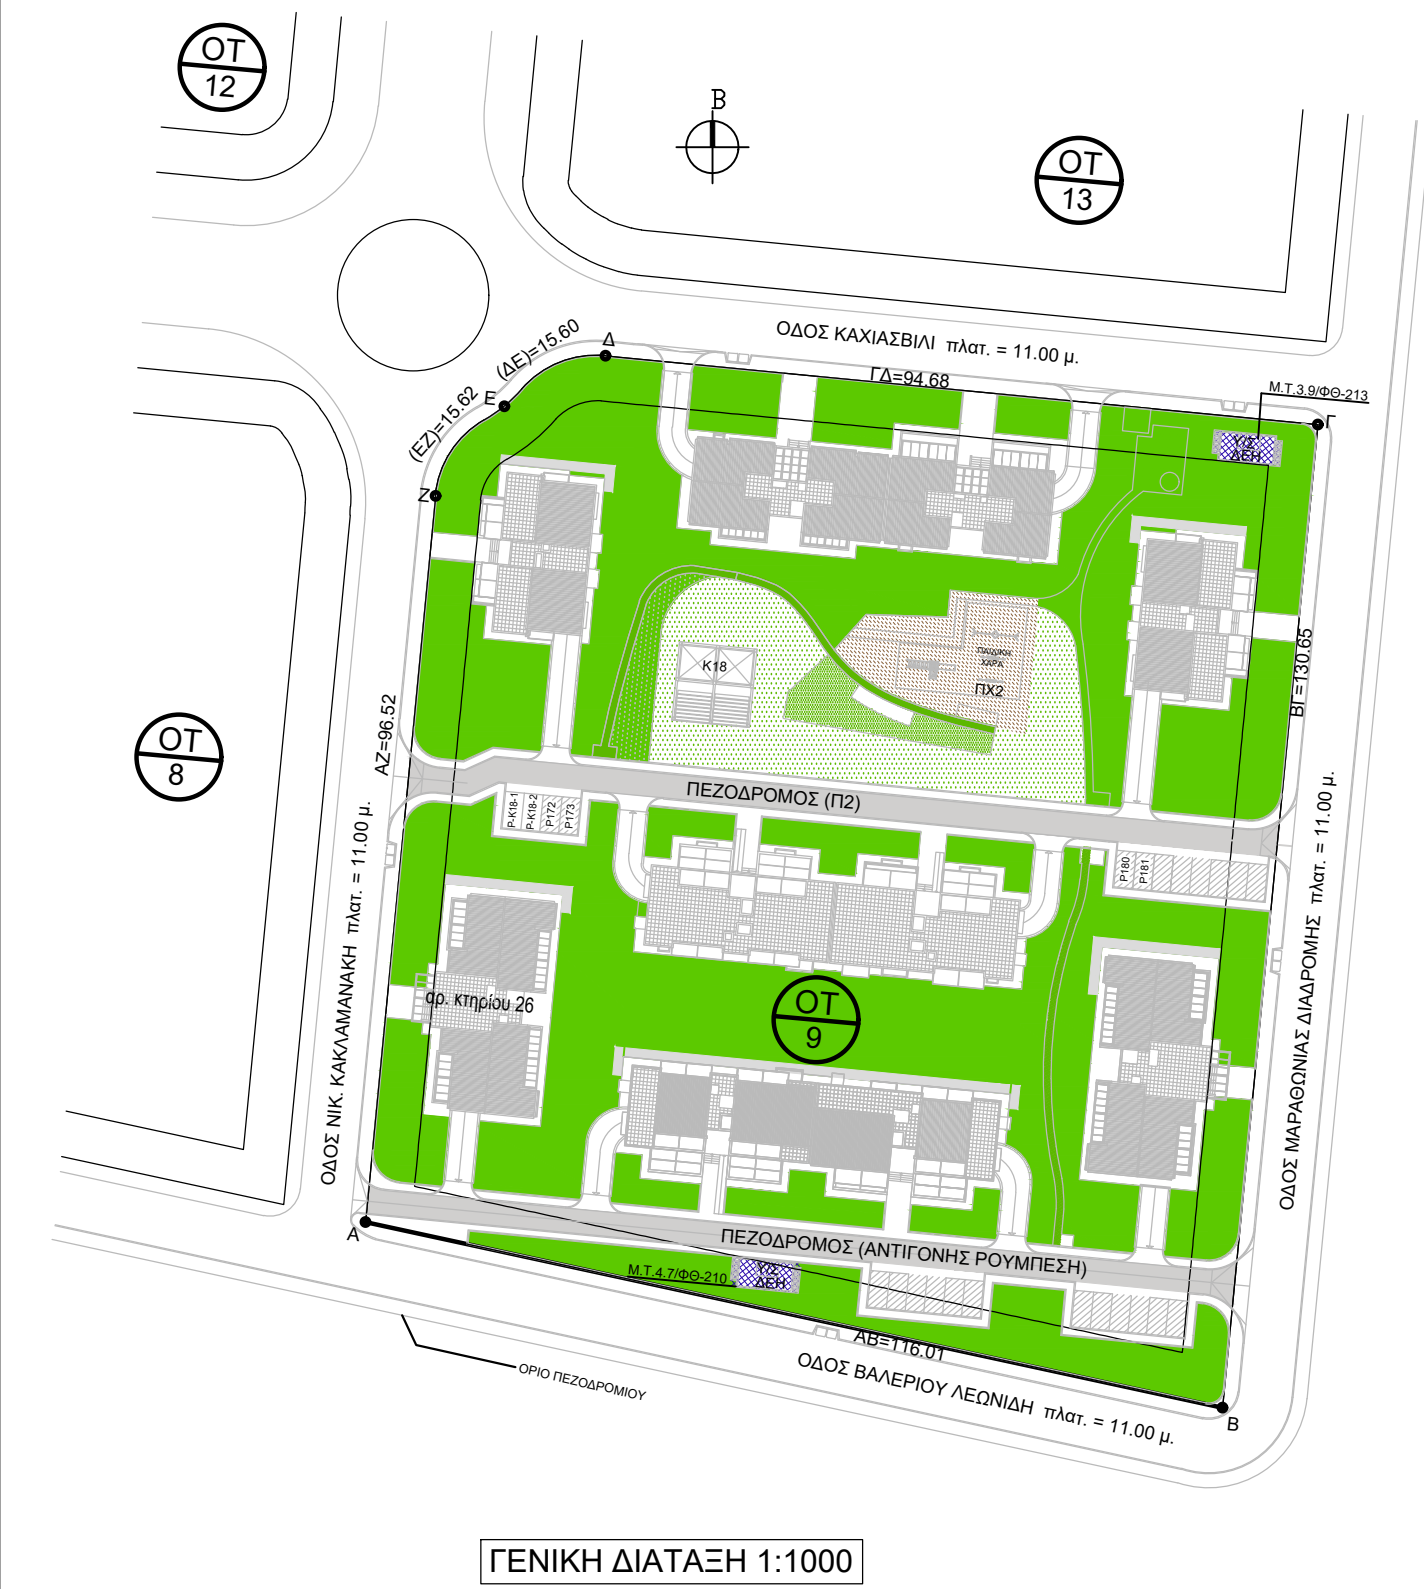 ΟΤ
12
Β
ΟΤ
13
ΟΔΟΣ ΚΑΧΙΑΣΒΙΛΙ πλατ. = 11.00 μ.
(ΔΕ)=15.60
Δ
ΓΔ=94.68
Μ.Τ.3.9/ΦΘ-213
Γ
(ΕΖ)=15.62
Ε
Υ/Σ
ΔΕΗ
Ζ
ΠΑΙΔΙΚΗ
ΧΑΡΑ
Κ18
ΠΧ2
ΒΓ=130.65
ΑΖ=96.52
ΟΤ
8
ΠΕΖΟΔΡΟΜΟΣ (Π2)
Ρ-Κ18-1
Ρ-Κ18-2
Ρ172
Ρ173
Ρ180
Ρ181
ΟΔΟΣ ΝΙΚ. ΚΑΚΛΑΜΑΝΑΚΗ πλατ. = 11.00 μ.
ΟΔΟΣ ΜΑΡΑΘΩΝΙΑΣ ΔΙΑΔΡΟΜΗΣ πλατ. = 11.00 μ.
αρ. κτηρίου 26
ΟΤ
9
Α
ΠΕΖΟΔΡΟΜΟΣ (ΑΝΤΙΓΟΝΗΣ ΡΟΥΜΠΕΣΗ)
Μ.Τ.4.7/ΦΘ-210
Υ/Σ
ΔΕΗ
ΑΒ=116.01
ΟΔΟΣ ΒΑΛΕΡΙΟΥ ΛΕΩΝΙΔΗ πλατ. = 11.00 μ.
Β
ΟΡΙΟ ΠΕΖΟΔΡΟΜΙΟΥ
ΓΕΝΙΚΗ ΔΙΑΤΑΞΗ 1:1000